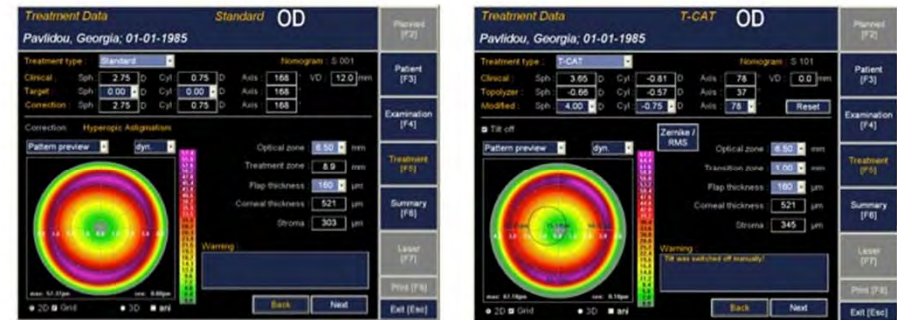 Treatment Data Standard OD
Pavlidou, Georgia; 01-01-1985
Treatment type : Standard Nomogram : S 001
Clinical : Sph 2.75 D Cyl 0.75 D Axis : 168 ° VD : 12.0 mm
Target : Sph 0.00 D Cyl 0.00 D Axis : 168 °
Correction : Sph 2.75 D Cyl 0.75 D Axis : 168
Correction: Hyperopic Astigmatism
Pattern preview dyn.
Optical zone : 6.50 mm
Treatment zone : 8.9 mm
Flap thickness : 160 µm
Corneal thickness : 521 µm
Stroma : 303 µm
Warning :
2D Grid 3D ani
Back Next
Planned [F2]
Patient [F3]
Examination [F4]
Treatment [F5]
Summary [F6]
Laser [F7]
Print [F8]
Exit [Esc]
Treatment Data T-CAT OD
Pavlidou, Georgia; 01-01-1985
Treatment type : T-CAT Nomogram : S 101
Clinical : Sph 3.65 D Cyl -0.81 D Axis : 78 ° VD : 0.0 mm
Topolyzer : Sph -0.66 D Cyl -0.57 D Axis : 37 °
Modified : Sph 4.00 D Cyl -0.75 D Axis : 78 ° Reset
Tilt off
Zernike / RMS
Pattern preview dyn.
Optical zone : 6.50 mm
Transition zone : 1.00 mm
Flap thickness : 160 µm
Corneal thickness : 521 µm
Stroma : 345 µm
Warning :
Tilt was switched off manually!
2D Grid 3D ani
Back Next
Planned [F2]
Patient [F3]
Examination [F4]
Treatment [F5]
Summary [F6]
Laser [F7]
Print [F8]
Exit [Esc]